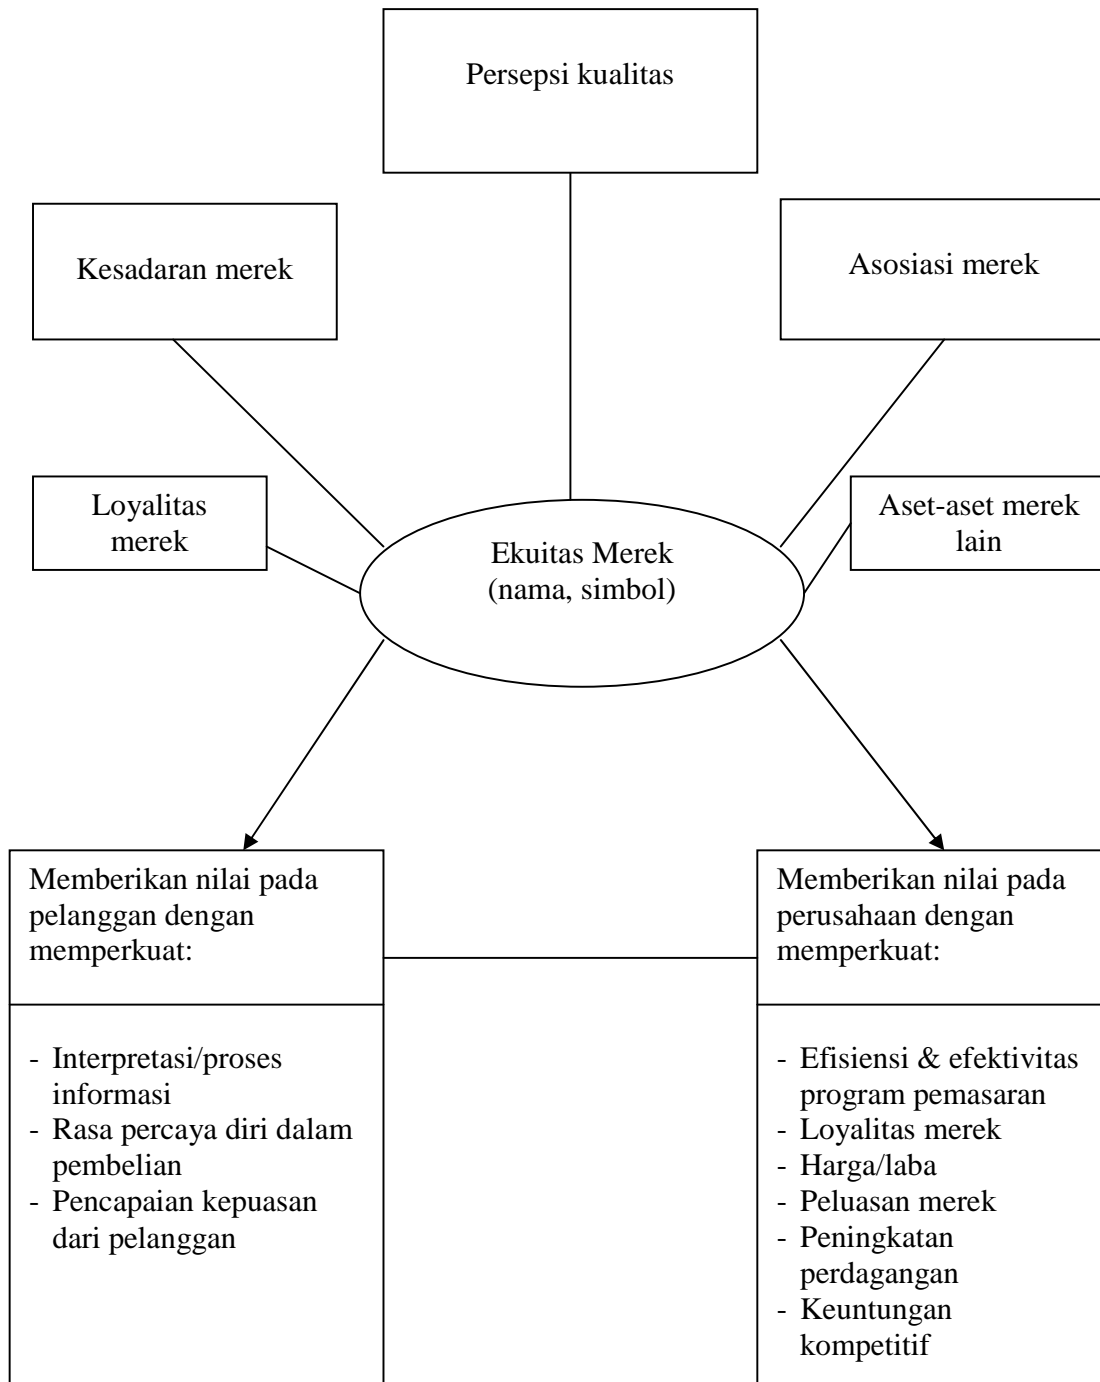 Persepsi kualitas
Kesadaran merek
Asosiasi merek
Loyalitas
merek
Aset-aset merek
lain
Ekuitas Merek
(nama, simbol)
Memberikan nilai pada
pelanggan dengan
memperkuat:
- Interpretasi/proses
informasi
- Rasa percaya diri dalam
pembelian
- Pencapaian kepuasan
dari pelanggan
Memberikan nilai pada
perusahaan dengan
memperkuat:
- Efisiensi & efektivitas
program pemasaran
- Loyalitas merek
- Harga/laba
- Peluasan merek
- Peningkatan
perdagangan
- Keuntungan
kompetitif